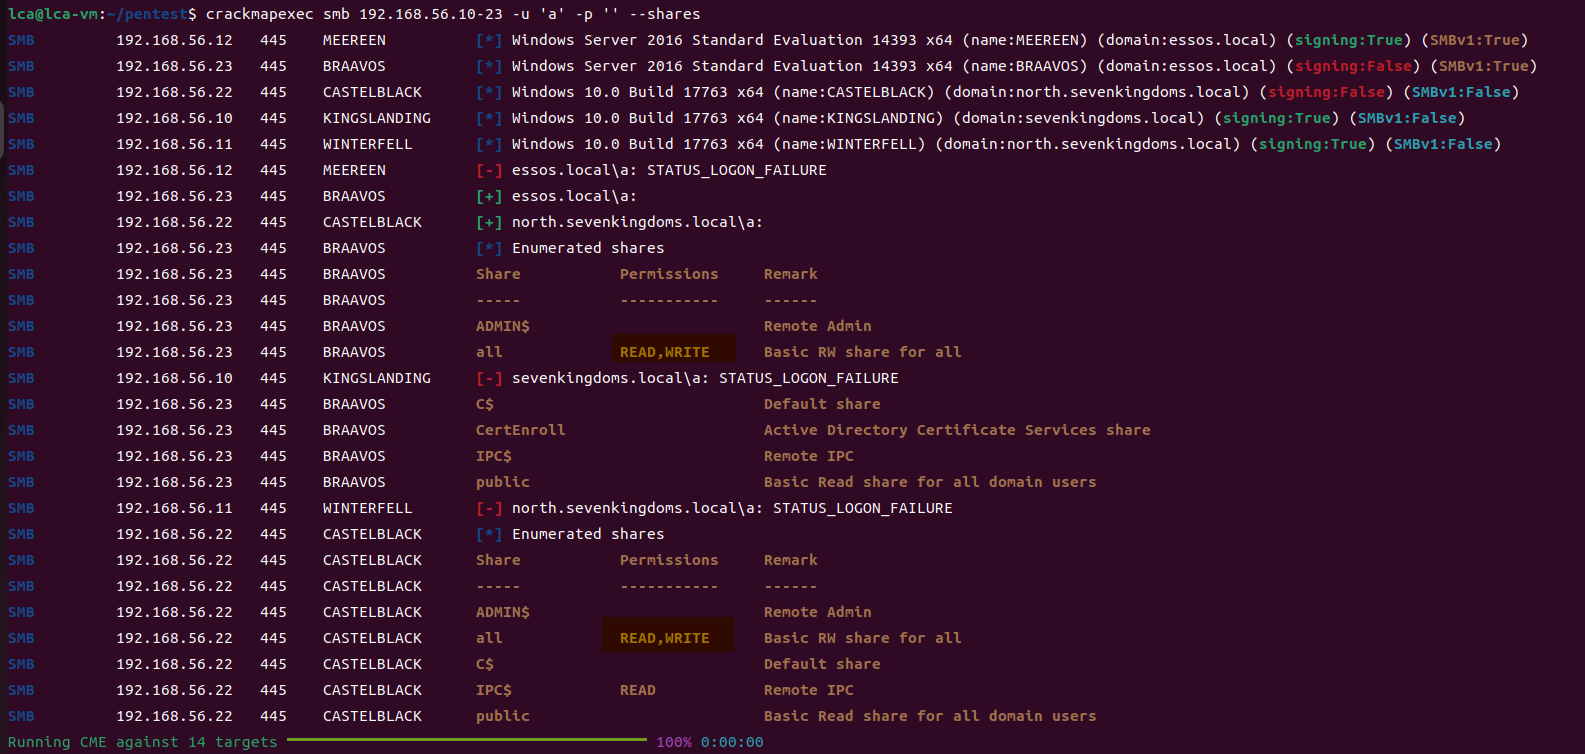 lca@lca-vm:~/pentest$ crackmapexec smb 192.168.56.10-23 -u 'a' -p '' --shares
SMB 192.168.56.12 445 MEEREEN [*] Windows Server 2016 Standard Evaluation 14393 x64 (name:MEEREEN) (domain:essos.local) (signing:True) (SMBv1:True)
SMB 192.168.56.23 445 BRAAVOS [*] Windows Server 2016 Standard Evaluation 14393 x64 (name:BRAAVOS) (domain:essos.local) (signing:False) (SMBv1:True)
SMB 192.168.56.22 445 CASTELBLACK [*] Windows 10.0 Build 17763 x64 (name:CASTELBLACK) (domain:north.sevenkingdoms.local) (signing:False) (SMBv1:False)
SMB 192.168.56.10 445 KINGSLANDING [*] Windows 10.0 Build 17763 x64 (name:KINGSLANDING) (domain:sevenkingdoms.local) (signing:True) (SMBv1:False)
SMB 192.168.56.11 445 WINTERFELL [*] Windows 10.0 Build 17763 x64 (name:WINTERFELL) (domain:north.sevenkingdoms.local) (signing:True) (SMBv1:False)
SMB 192.168.56.12 445 MEEREEN [-] essos.local\a: STATUS_LOGON_FAILURE
SMB 192.168.56.23 445 BRAAVOS [+] essos.local\a:
SMB 192.168.56.22 445 CASTELBLACK [+] north.sevenkingdoms.local\a:
SMB 192.168.56.23 445 BRAAVOS [*] Enumerated shares
SMB 192.168.56.23 445 BRAAVOS Share Permissions Remark
SMB 192.168.56.23 445 BRAAVOS ----- ----------- ------
SMB 192.168.56.23 445 BRAAVOS ADMIN$ Remote Admin
SMB 192.168.56.23 445 BRAAVOS all READ,WRITE Basic RW share for all
SMB 192.168.56.10 445 KINGSLANDING [-] sevenkingdoms.local\a: STATUS_LOGON_FAILURE
SMB 192.168.56.23 445 BRAAVOS C$ Default share
SMB 192.168.56.23 445 BRAAVOS CertEnroll Active Directory Certificate Services share
SMB 192.168.56.23 445 BRAAVOS IPC$ Remote IPC
SMB 192.168.56.23 445 BRAAVOS public Basic Read share for all domain users
SMB 192.168.56.11 445 WINTERFELL [-] north.sevenkingdoms.local\a: STATUS_LOGON_FAILURE
SMB 192.168.56.22 445 CASTELBLACK [*] Enumerated shares
SMB 192.168.56.22 445 CASTELBLACK Share Permissions Remark
SMB 192.168.56.22 445 CASTELBLACK ----- ----------- ------
SMB 192.168.56.22 445 CASTELBLACK ADMIN$ Remote Admin
SMB 192.168.56.22 445 CASTELBLACK all READ,WRITE Basic RW share for all
SMB 192.168.56.22 445 CASTELBLACK C$ Default share
SMB 192.168.56.22 445 CASTELBLACK IPC$ READ Remote IPC
SMB 192.168.56.22 445 CASTELBLACK public Basic Read share for all domain users
Running CME against 14 targets 100% 0:00:00